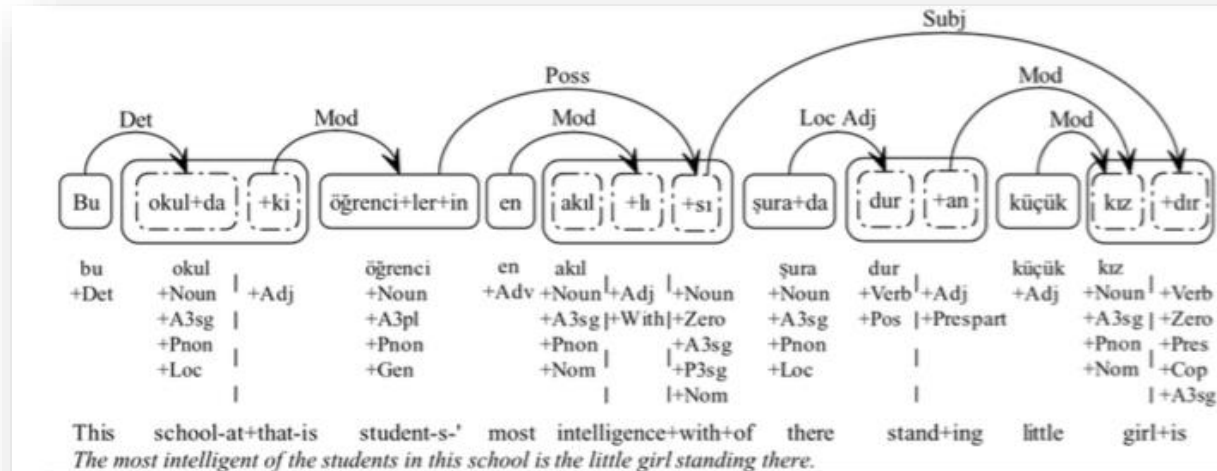 Subj
Poss Mod
Det Mod Mod Loc Adj Mod
Bu okul+da +ki öğrenci+ler+in en akıl +lı +sı şura+da dur +an küçük kız +dır
bu okul öğrenci en akıl şura dur küçük kız
+Det +Noun +Adj +Noun +Adv +Noun +Adj +Noun +Noun +Verb +Adj +Adj +Noun +Verb
+A3sg +A3pl +A3sg +With +Zero +A3sg +Pos +Prespart +A3sg +Zero
+Pnon +Pnon +Pnon +A3sg +Pnon +Pnon +Pres
+Loc +Gen +Nom +P3sg +Loc +Nom +Cop
+Nom +A3sg
This school-at+that-is student-s-' most intelligence+with+of there stand+ing little girl+is
The most intelligent of the students in this school is the little girl standing there.